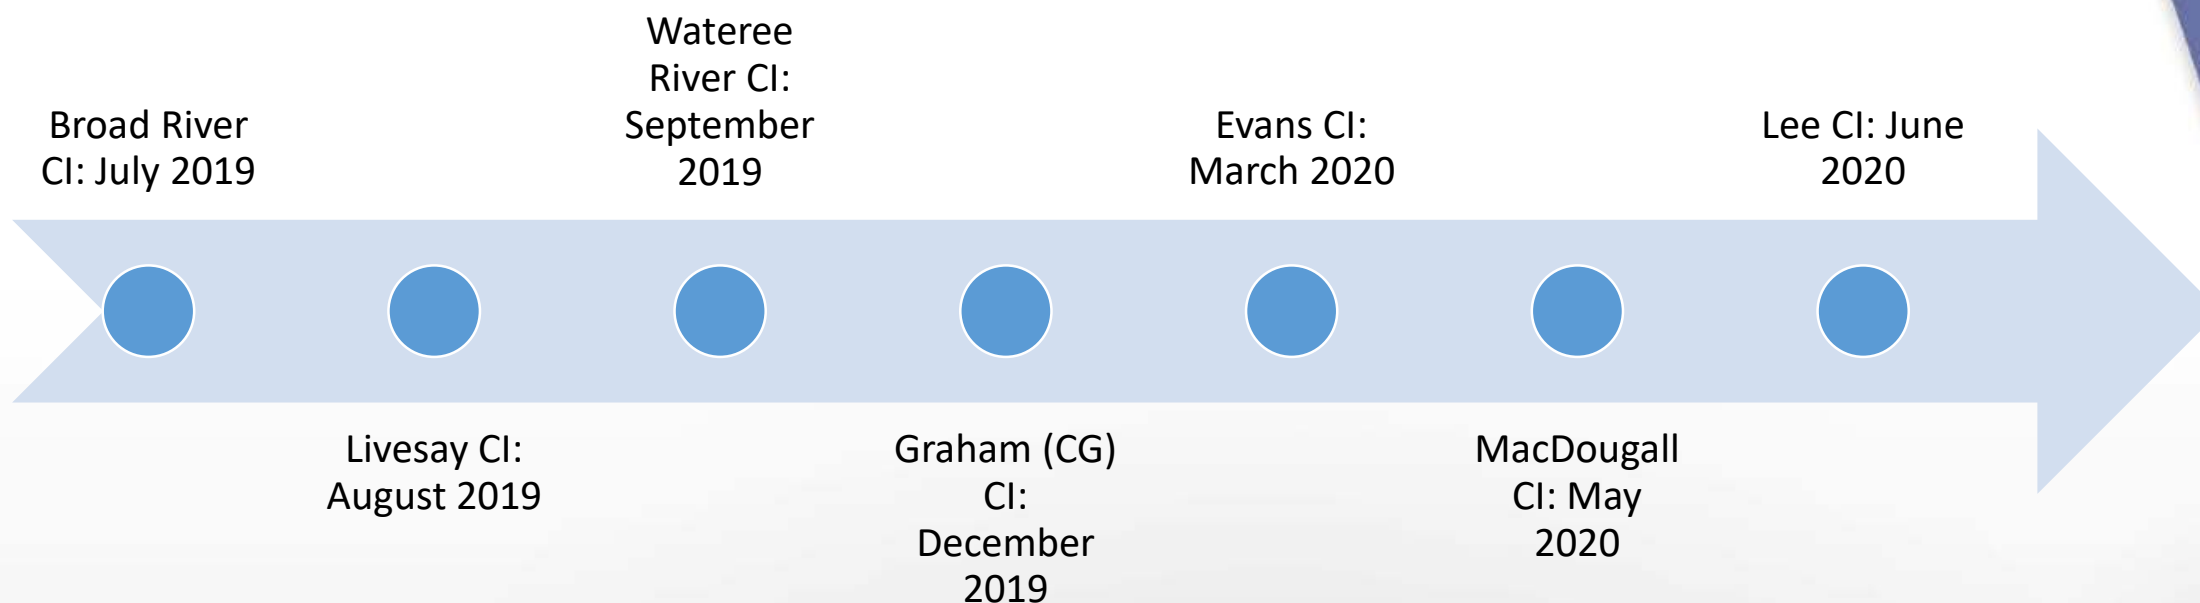 Broad River
CI: July 2019
Livesay CI:
August 2019
Wateree
River CI:
September
2019
Graham (CG)
CI:
December
2019
Evans CI:
March 2020
MacDougall
CI: May
2020
Lee CI: June
2020